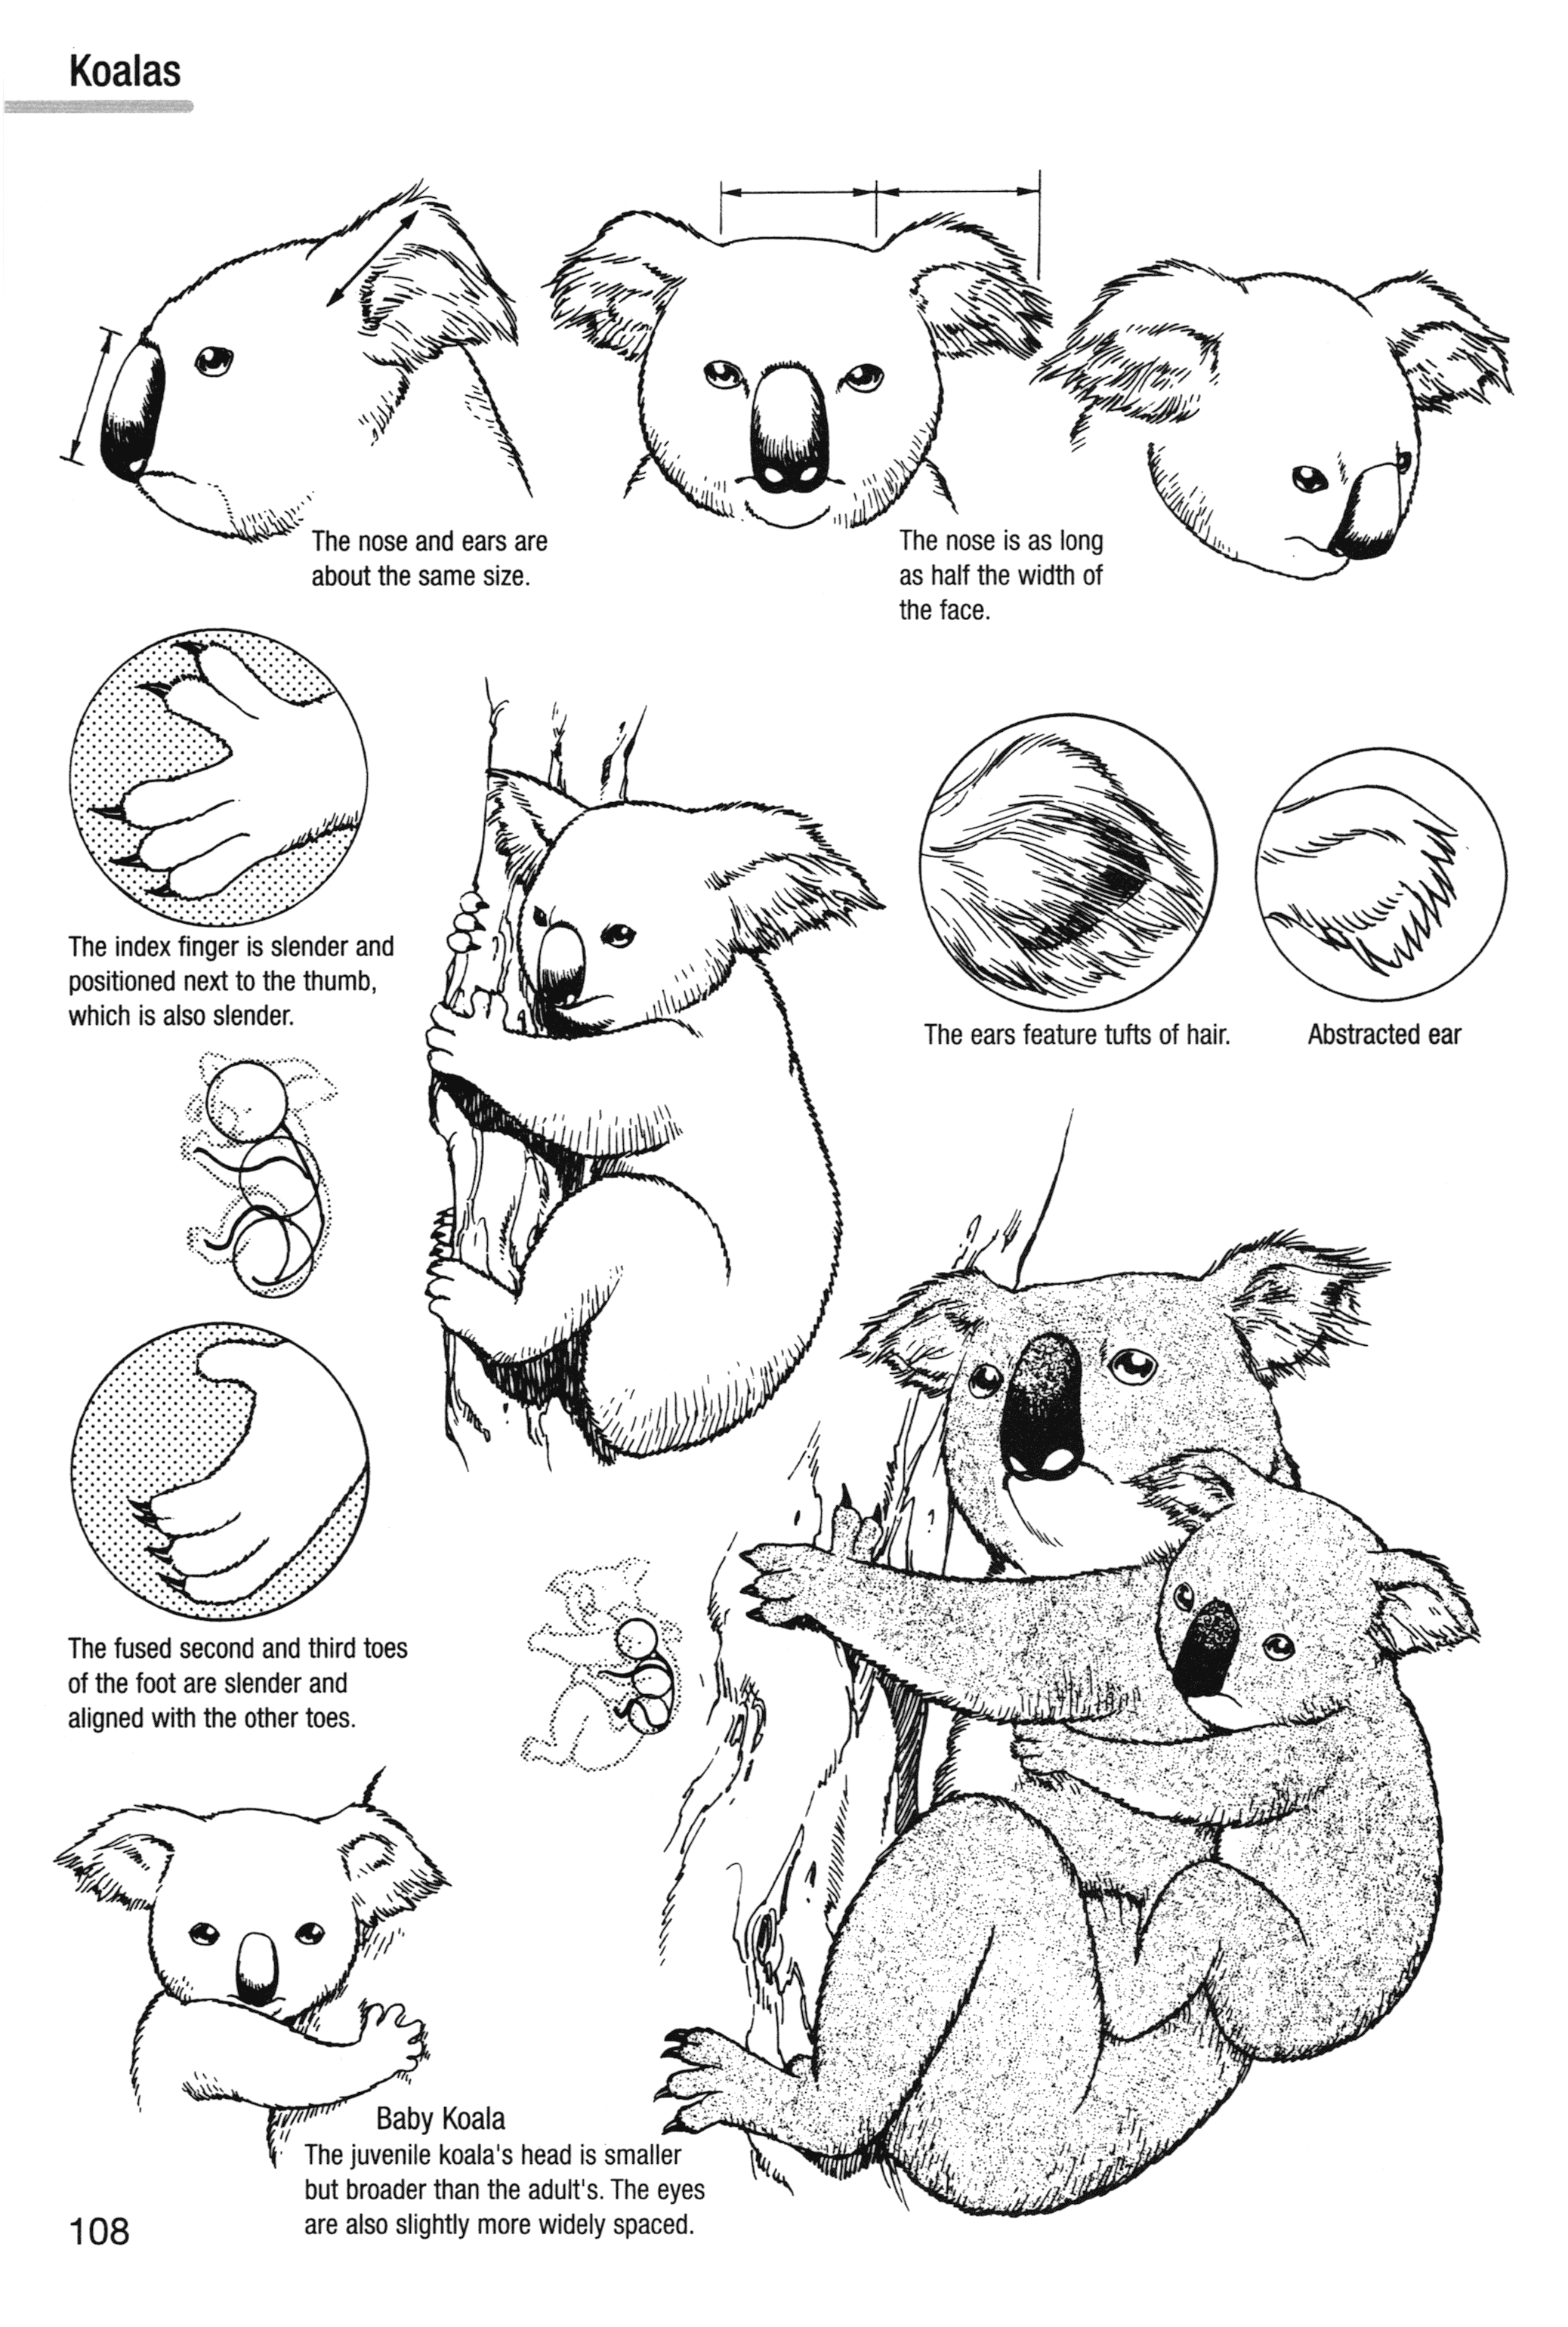 Koalas
The nose and ears are
about the same size.
The nose is as long
as half the width of
the face.
The index finger is slender and
positioned next to the thumb,
which is also slender.
The ears feature tufts of hair.
Abstracted ear
The fused second and third toes
of the foot are slender and
aligned with the other toes.
Baby Koala
The juvenile koala's head is smaller
but broader than the adult's. The eyes
are also slightly more widely spaced.
108